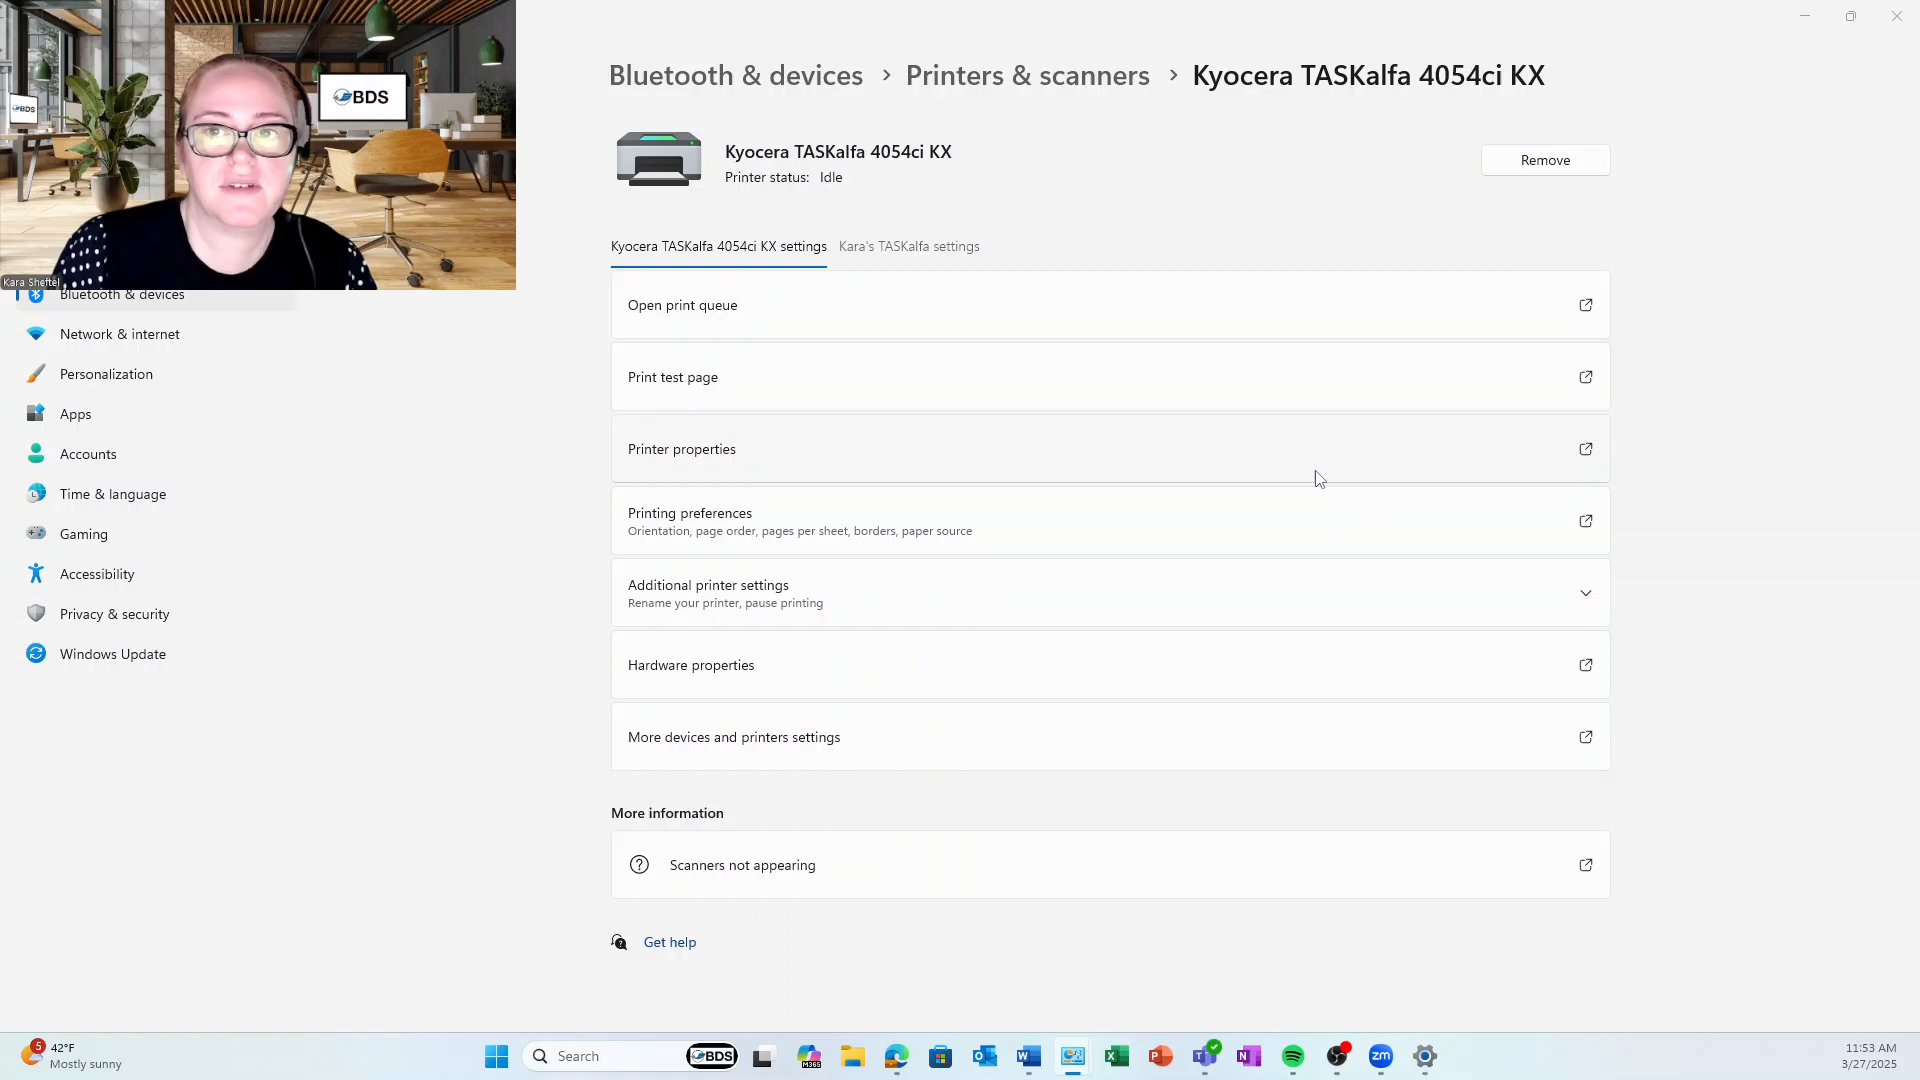 BDS
BDS
Kara Sheftel
Bluetooth & devices > Printers & scanners > Kyocera TASKalfa 4054ci KX
Kyocera TASKalfa 4054ci KX
Printer status: Idle
Remove
Kyocera TASKalfa 4054ci KX settings
Kara's TASKalfa settings
Open print queue
Print test page
Printer properties
Printing preferences
Orientation, page order, pages per sheet, borders, paper source
Additional printer settings
Rename your printer, pause printing
Hardware properties
More devices and printers settings
More information
Scanners not appearing
Get help
Bluetooth & devices
Network & internet
Personalization
Apps
Accounts
Time & language
Gaming
Accessibility
Privacy & security
Windows Update
5
42°F
Mostly sunny
Search
BDS
M365
zm
11:53 AM
3/27/2025